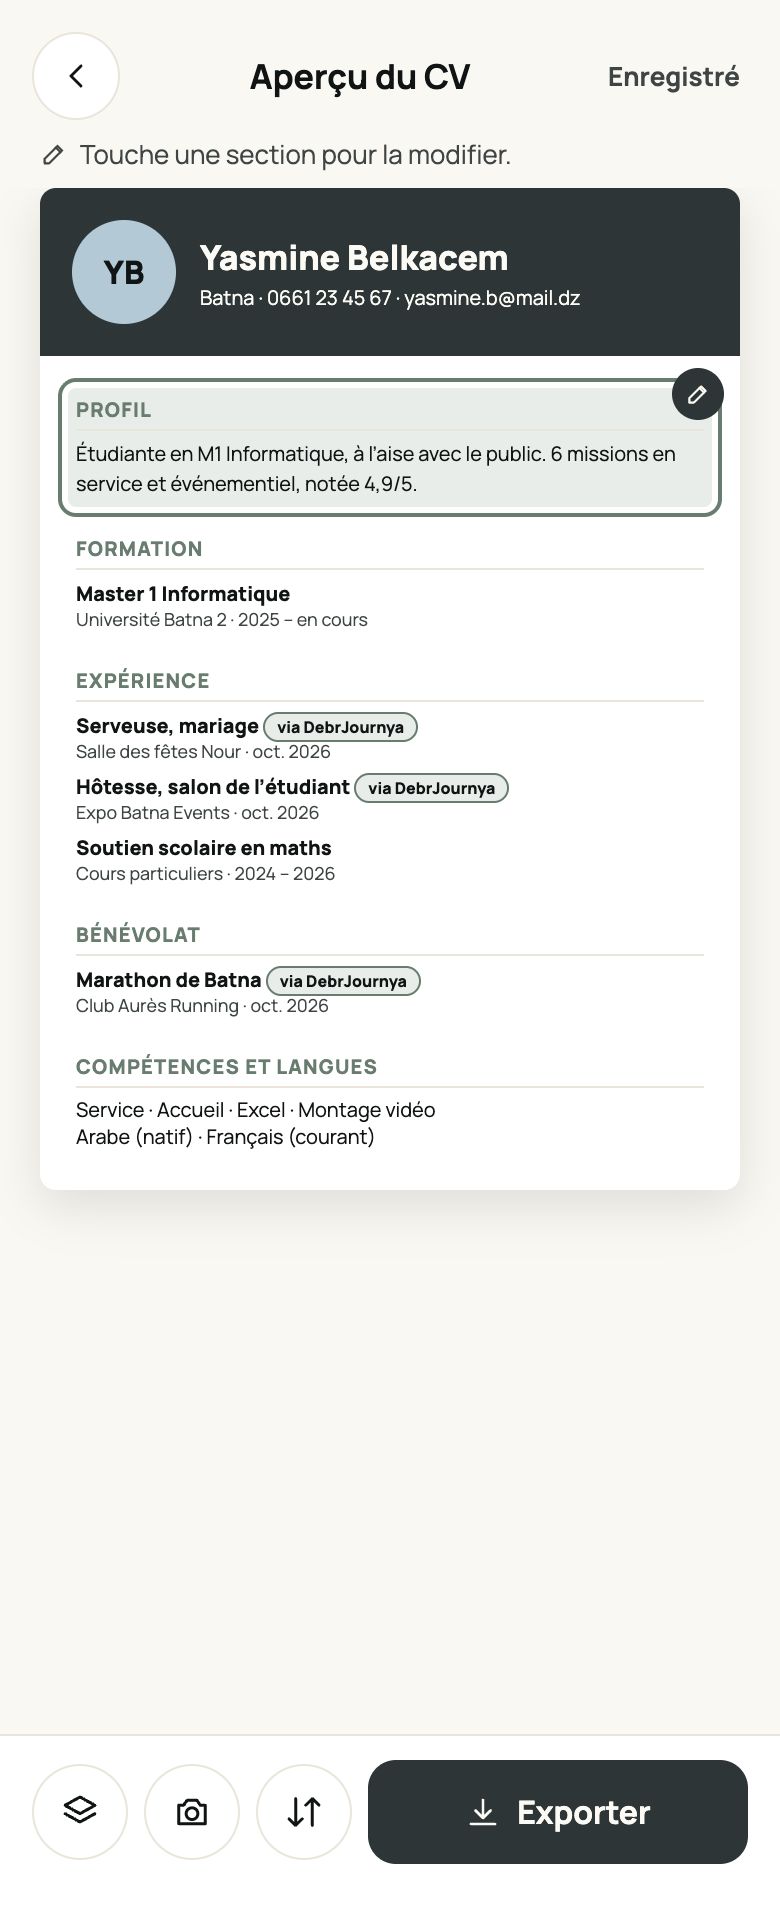 Aperçu du CV
Enregistré
Touche une section pour la modifier.
YB
Yasmine Belkacem
Batna · 0661 23 45 67 · yasmine.b@mail.dz
PROFIL
Étudiante en M1 Informatique, à l’aise avec le public. 6 missions en
service et événementiel, notée 4,9/5.
FORMATION
Master 1 Informatique
Université Batna 2 · 2025 – en cours
EXPÉRIENCE
Serveuse, mariage via DebrJournya
Salle des fêtes Nour · oct. 2026
Hôtesse, salon de l’étudiant via DebrJournya
Expo Batna Events · oct. 2026
Soutien scolaire en maths
Cours particuliers · 2024 – 2026
BÉNÉVOLAT
Marathon de Batna via DebrJournya
Club Aurès Running · oct. 2026
COMPÉTENCES ET LANGUES
Service · Accueil · Excel · Montage vidéo
Arabe (natif) · Français (courant)
Exporter